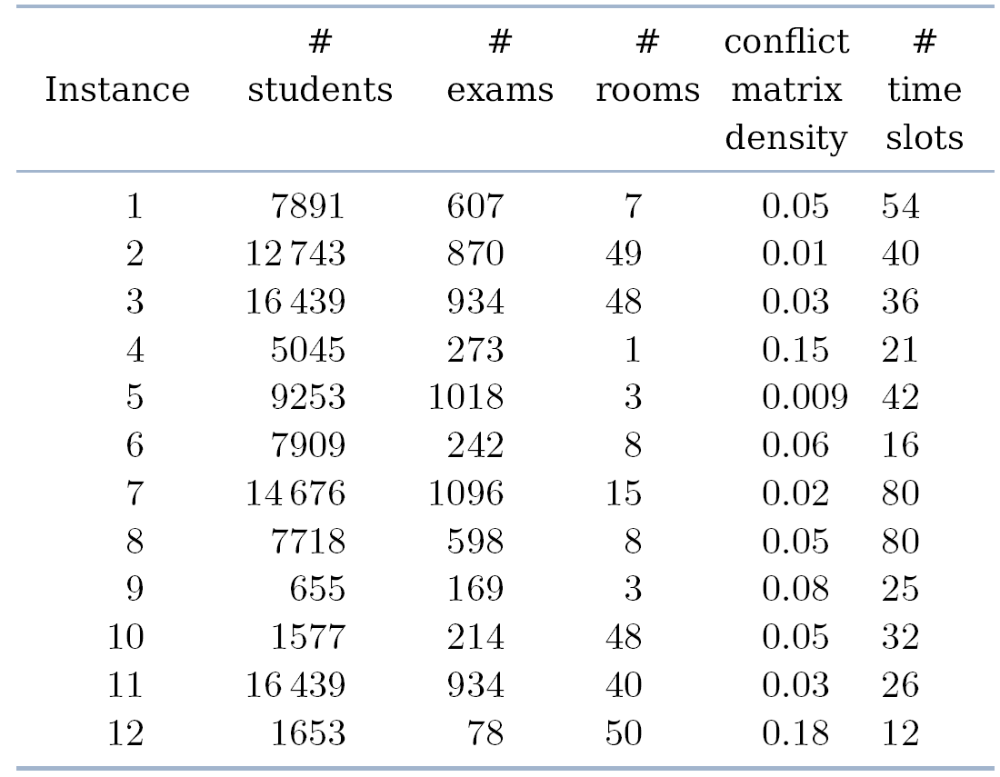 # # # conflict #
Instance students exams rooms matrix time
density slots
1 7891 607 7 0.05 54
2 12 743 870 49 0.01 40
3 16 439 934 48 0.03 36
4 5045 273 1 0.15 21
5 9253 1018 3 0.009 42
6 7909 242 8 0.06 16
7 14 676 1096 15 0.02 80
8 7718 598 8 0.05 80
9 655 169 3 0.08 25
10 1577 214 48 0.05 32
11 16 439 934 40 0.03 26
12 1653 78 50 0.18 12